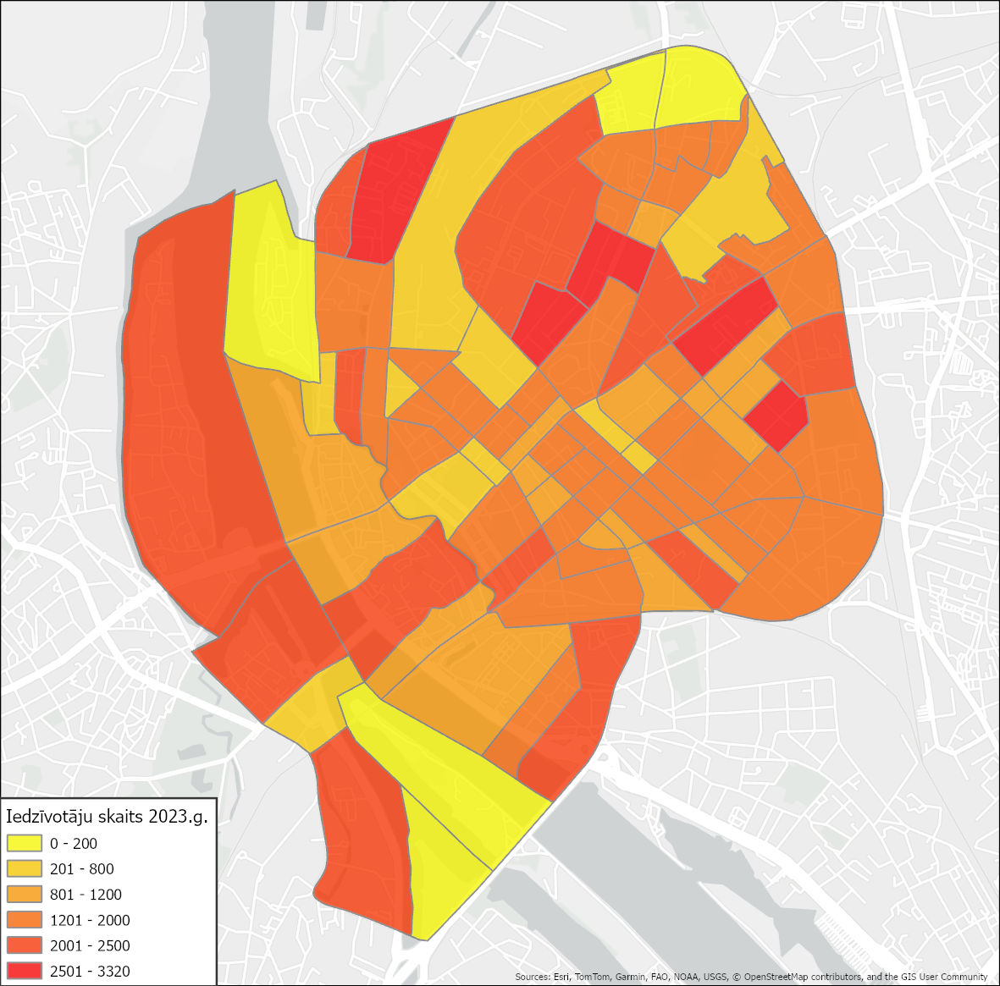 Iedzīvotāju skaits 2023.g.
0 - 200
201 - 800
801 - 1200
1201 - 2000
2001 - 2500
2501 - 3320
Sources: Esri, TomTom, Garmin, FAO, NOAA, USGS, © OpenStreetMap contributors, and the GIS User Community